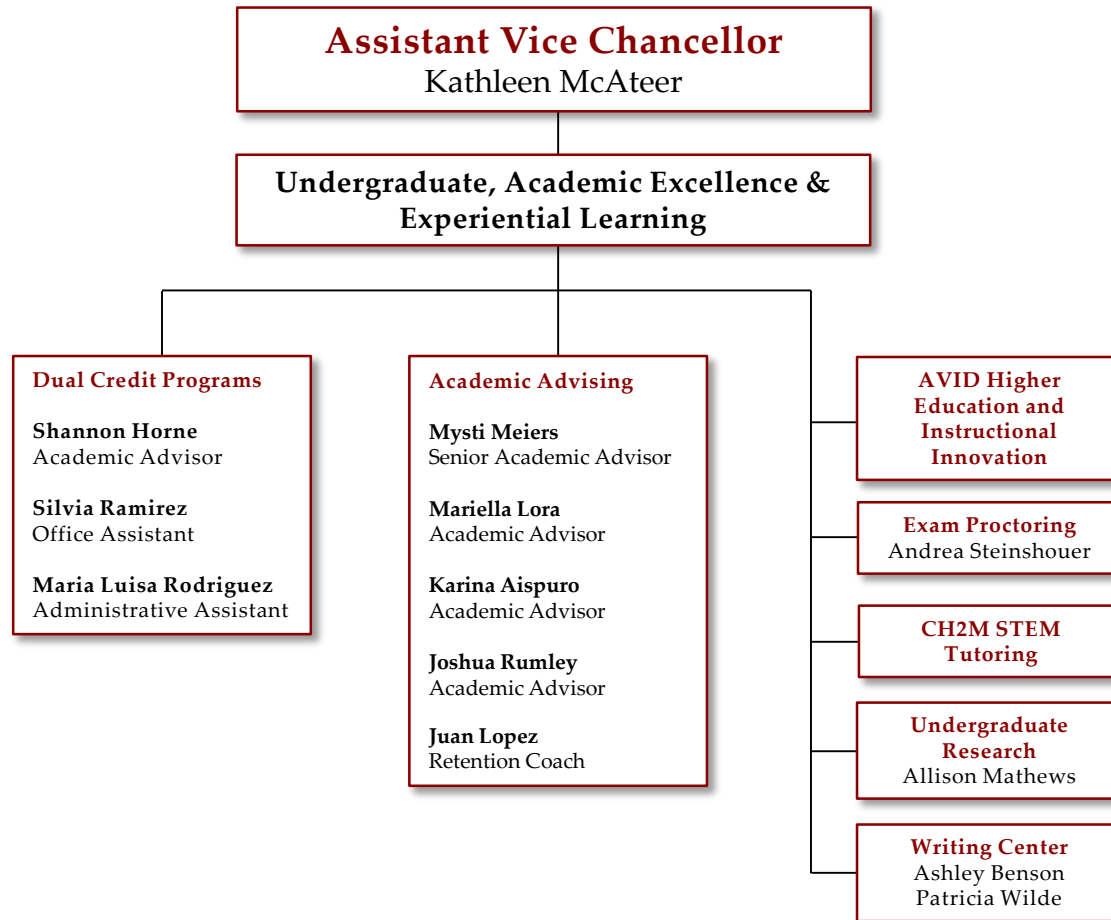 Assistant Vice Chancellor
Kathleen McAteer
Undergraduate, Academic Excellence &
Experiential Learning
Dual Credit Programs
Shannon Horne
Academic Advisor
Silvia Ramirez
Office Assistant
Maria Luisa Rodriguez
Administrative Assistant
Academic Advising
Mysti Meiers
Senior Academic Advisor
Mariella Lora
Academic Advisor
Karina Aispuro
Academic Advisor
Joshua Rumley
Academic Advisor
Juan Lopez
Retention Coach
AVID Higher
Education and
Instructional
Innovation
Exam Proctoring
Andrea Steinshouer
CH2M STEM
Tutoring
Undergraduate
Research
Allison Mathews
Writing Center
Ashley Benson
Patricia Wilde